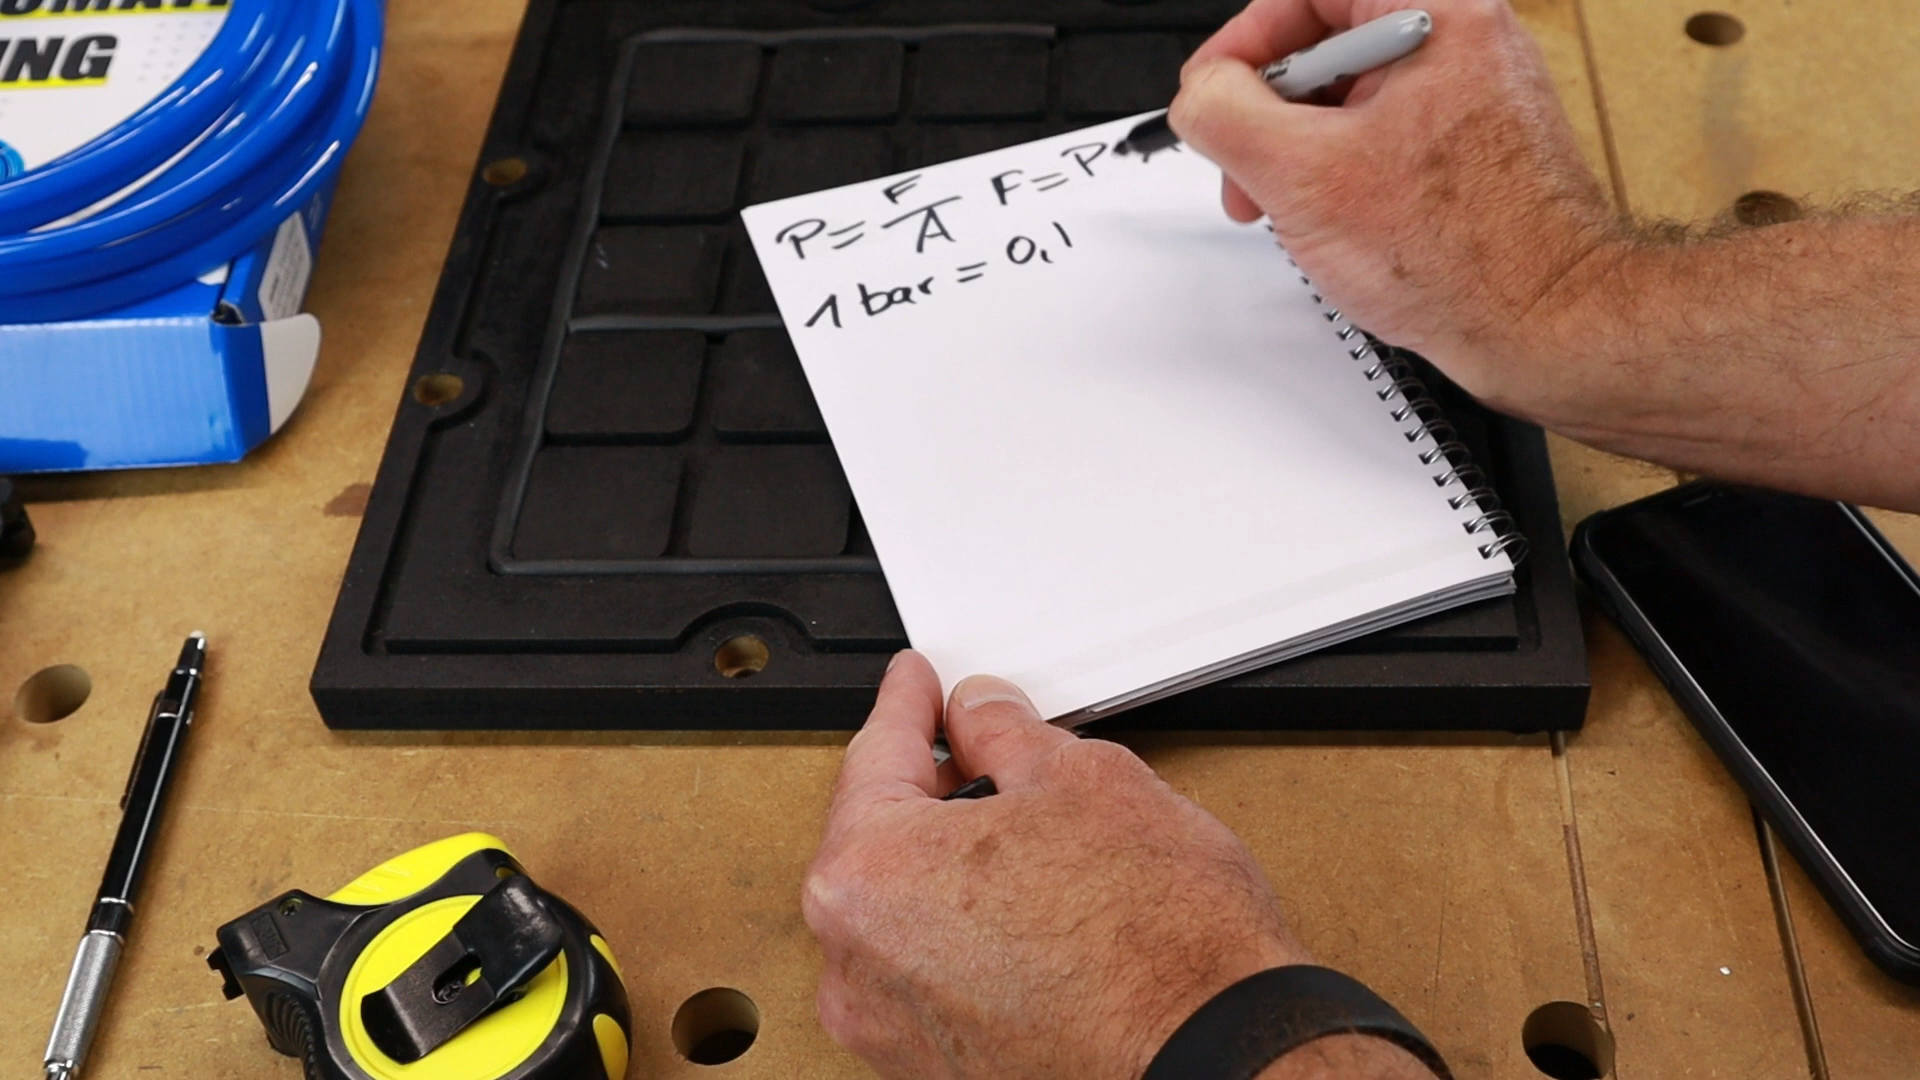 ING
P = F/A F = P
1 bar = 0,1